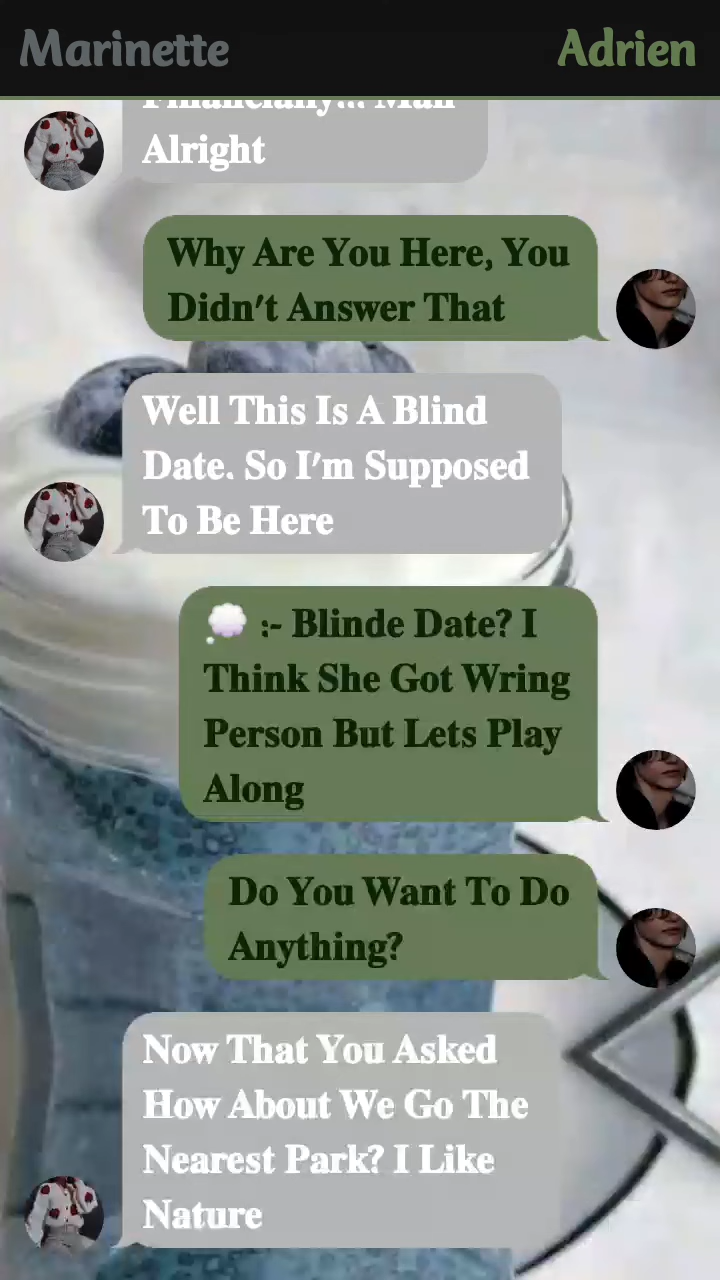 Marinette
Adrien
Financially... Man
Alright
Why Are You Here, You
Didn't Answer That
Well This Is A Blind
Date. So I'm Supposed
To Be Here
💭 :- Blinde Date? I
Think She Got Wring
Person But Lets Play
Along
Do You Want To Do
Anything?
Now That You Asked
How About We Go The
Nearest Park? I Like
Nature